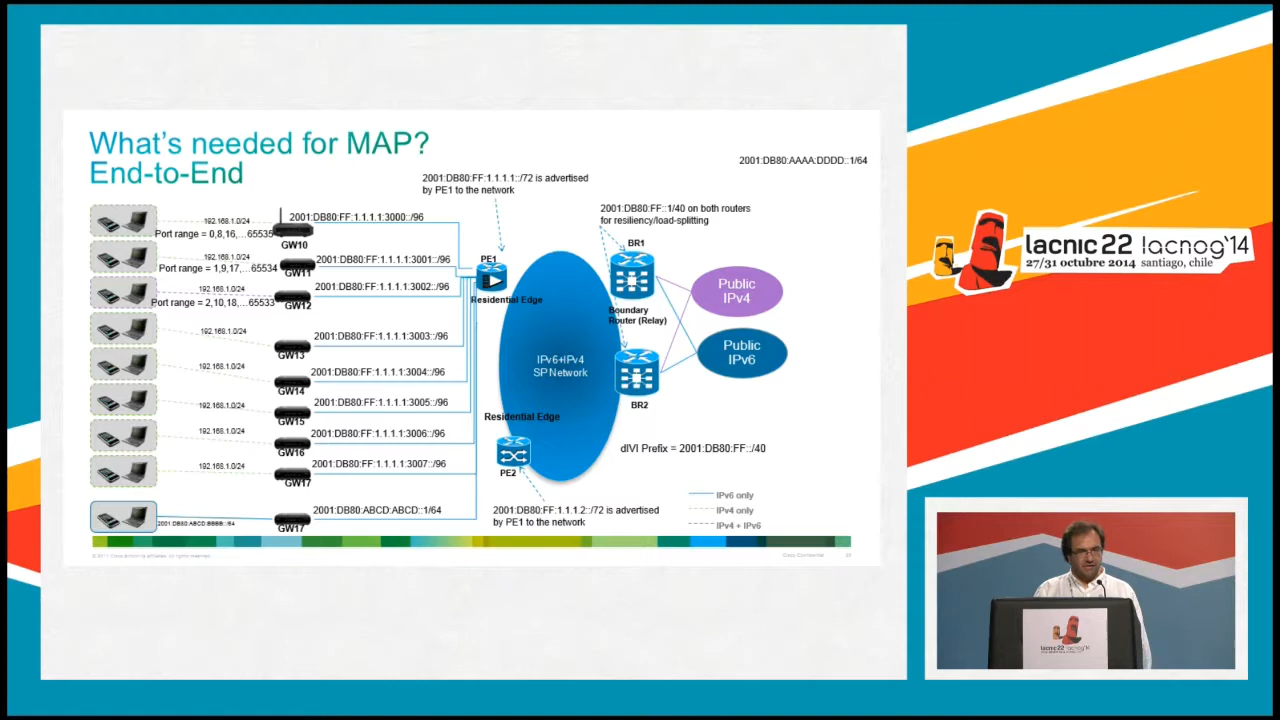 What's needed for MAP?
End-to-End
2001:DB80:AAAA:DDDD::1/64
2001:DB80:FF:1.1.1.1::/72 is advertised
by PE1 to the network
2001:DB80:FF::1/40 on both routers
for resiliency/load-splitting
192.168.1.0/24
Port range = 0,8,16,...65535
GW10
2001:DB80:FF:1.1.1.1:3000::/96
192.168.1.0/24
Port range = 1,9,17,...65534
GW11
2001:DB80:FF:1.1.1.1:3001::/96
192.168.1.0/24
Port range = 2,10,18,...65533
GW12
2001:DB80:FF:1.1.1.1:3002::/96
192.168.1.0/24
GW13
2001:DB80:FF:1.1.1.1:3003::/96
192.168.1.0/24
GW14
2001:DB80:FF:1.1.1.1:3004::/96
192.168.1.0/24
GW15
2001:DB80:FF:1.1.1.1:3005::/96
192.168.1.0/24
GW16
2001:DB80:FF:1.1.1.1:3006::/96
192.168.1.0/24
GW17
2001:DB80:FF:1.1.1.1:3007::/96
2001:DB80:ABCD:BBBB::/64
GW17
2001:DB80:ABCD:ABCD::1/64
PE1
Residential Edge
IPv6+IPv4
SP Network
Residential Edge
PE2
2001:DB80:FF:1.1.1.2::/72 is advertised
by PE1 to the network
BR1
Boundary
Router (Relay)
BR2
Public
IPv4
Public
IPv6
dIVI Prefix = 2001:DB80:FF::/40
IPv6 only
IPv4 only
IPv4 + IPv6
Cisco Confidential
lacnic 22 lacnog'14
27/31 octubre 2014 santiago, chile
lacnic 22 lacnog'14